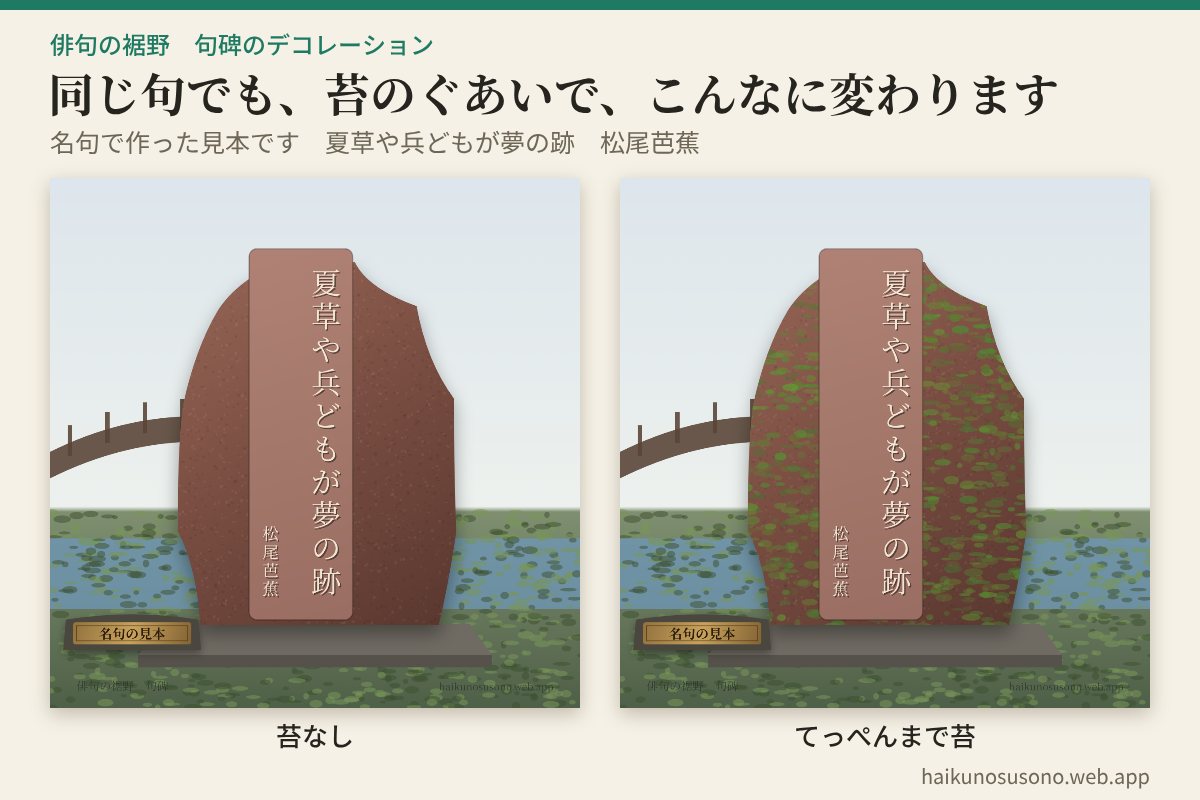 俳句の裾野　句碑のデコレーション
同じ句でも、苔のぐあいで、こんなに変わります
名句で作った見本です　夏草や兵どもが夢の跡　松尾芭蕉
夏草や兵どもが夢の跡
松尾芭蕉
名句の見本
俳句の裾野　句碑
haikunosusono.web.app
苔なし
夏草や兵どもが夢の跡
松尾芭蕉
名句の見本
俳句の裾野　句碑
haikunosusono.web.app
てっぺんまで苔
haikunosusono.web.app